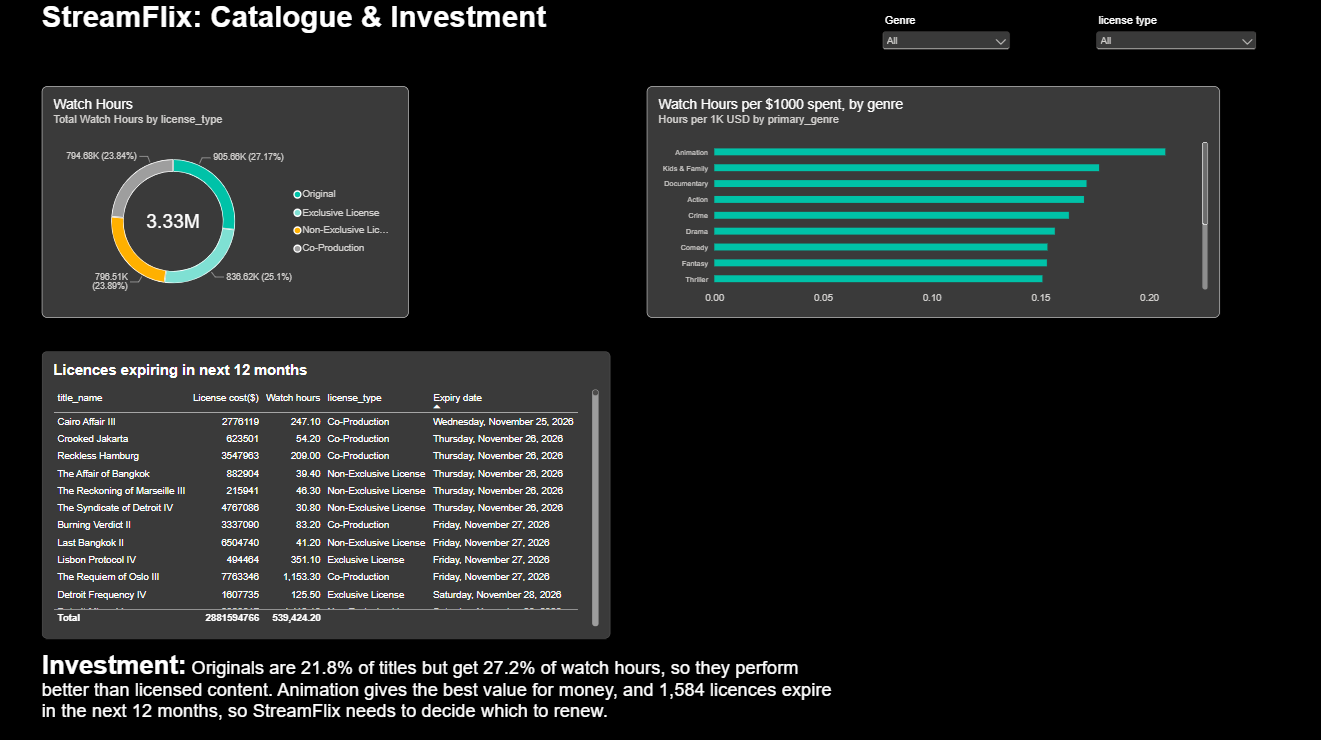 StreamFlix: Catalogue & Investment
Genre
All
license type
All
Watch Hours
Total Watch Hours by license_type
794.68K (23.84%)
905.66K (27.17%)
3.33M
796.51K
(23.89%)
836.62K (25.1%)
Original
Exclusive License
Non-Exclusive Lic...
Co-Production
Watch Hours per $1000 spent, by genre
Hours per 1K USD by primary_genre
Animation
Kids & Family
Documentary
Action
Crime
Drama
Comedy
Fantasy
Thriller
0.00 0.05 0.10 0.15 0.20
Licences expiring in next 12 months
title_name License cost($) Watch hours license_type Expiry date
Cairo Affair III 2776119 247.10 Co-Production Wednesday, November 25, 2026
Crooked Jakarta 623501 54.20 Co-Production Thursday, November 26, 2026
Reckless Hamburg 3547963 209.00 Co-Production Thursday, November 26, 2026
The Affair of Bangkok 882904 39.40 Non-Exclusive License Thursday, November 26, 2026
The Reckoning of Marseille III 215941 46.30 Non-Exclusive License Thursday, November 26, 2026
The Syndicate of Detroit IV 4767086 30.80 Non-Exclusive License Thursday, November 26, 2026
Burning Verdict II 3337090 83.20 Co-Production Friday, November 27, 2026
Last Bangkok II 6504740 41.20 Non-Exclusive License Friday, November 27, 2026
Lisbon Protocol IV 494464 351.10 Exclusive License Friday, November 27, 2026
The Requiem of Oslo III 7763346 1,153.30 Co-Production Friday, November 27, 2026
Detroit Frequency IV 1607735 125.50 Exclusive License Saturday, November 28, 2026
Total 2881594766 539,424.20
Investment: Originals are 21.8% of titles but get 27.2% of watch hours, so they perform
better than licensed content. Animation gives the best value for money, and 1,584 licences expire
in the next 12 months, so StreamFlix needs to decide which to renew.